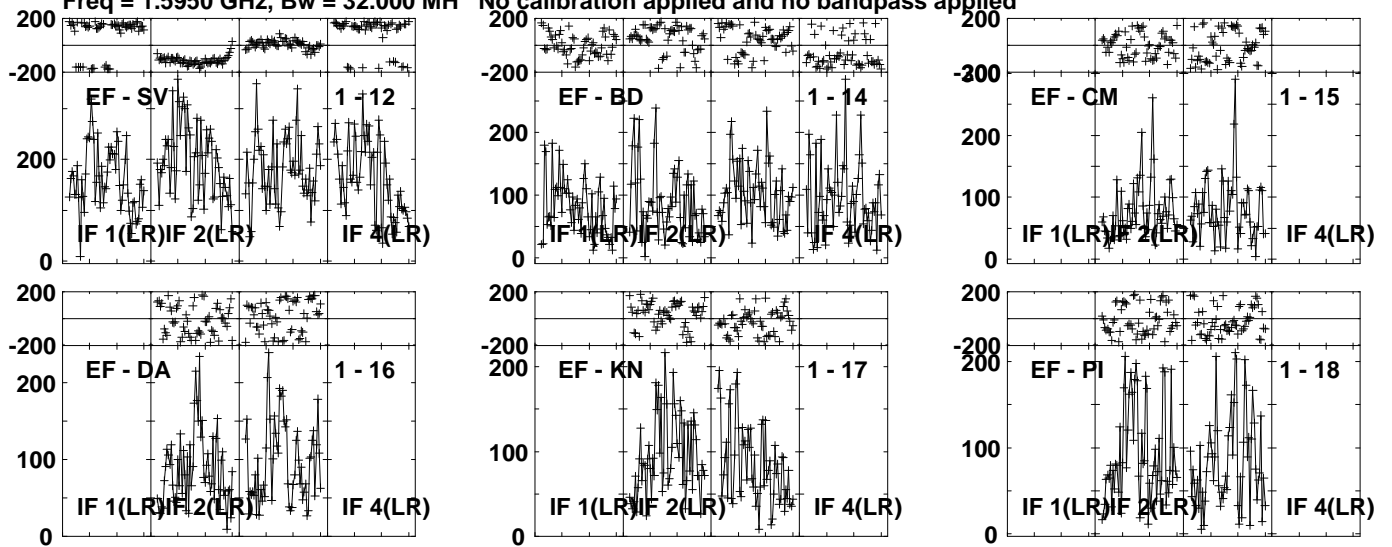 Freq = 1.5950 GHz, Bw = 32.000 MH No calibration applied and no bandpass applied
200
-200
EF - SV 1 - 12
200
IF 1(LR) IF 2(LR) IF 4(LR)
0
200
-200
EF - BD 1 - 14
200
100
IF 1(LR) IF 2(LR) IF 4(LR)
0
200
-200
300
EF - CM 1 - 15
200
100
IF 1(LR) IF 2(LR) IF 4(LR)
0
200
-200
EF - DA 1 - 16
200
100
IF 1(LR) IF 2(LR) IF 4(LR)
0
200
-200
EF - KN 1 - 17
200
100
IF 1(LR) IF 2(LR) IF 4(LR)
0
200
-200
200
EF - PI 1 - 18
100
IF 1(LR) IF 2(LR) IF 4(LR)
0